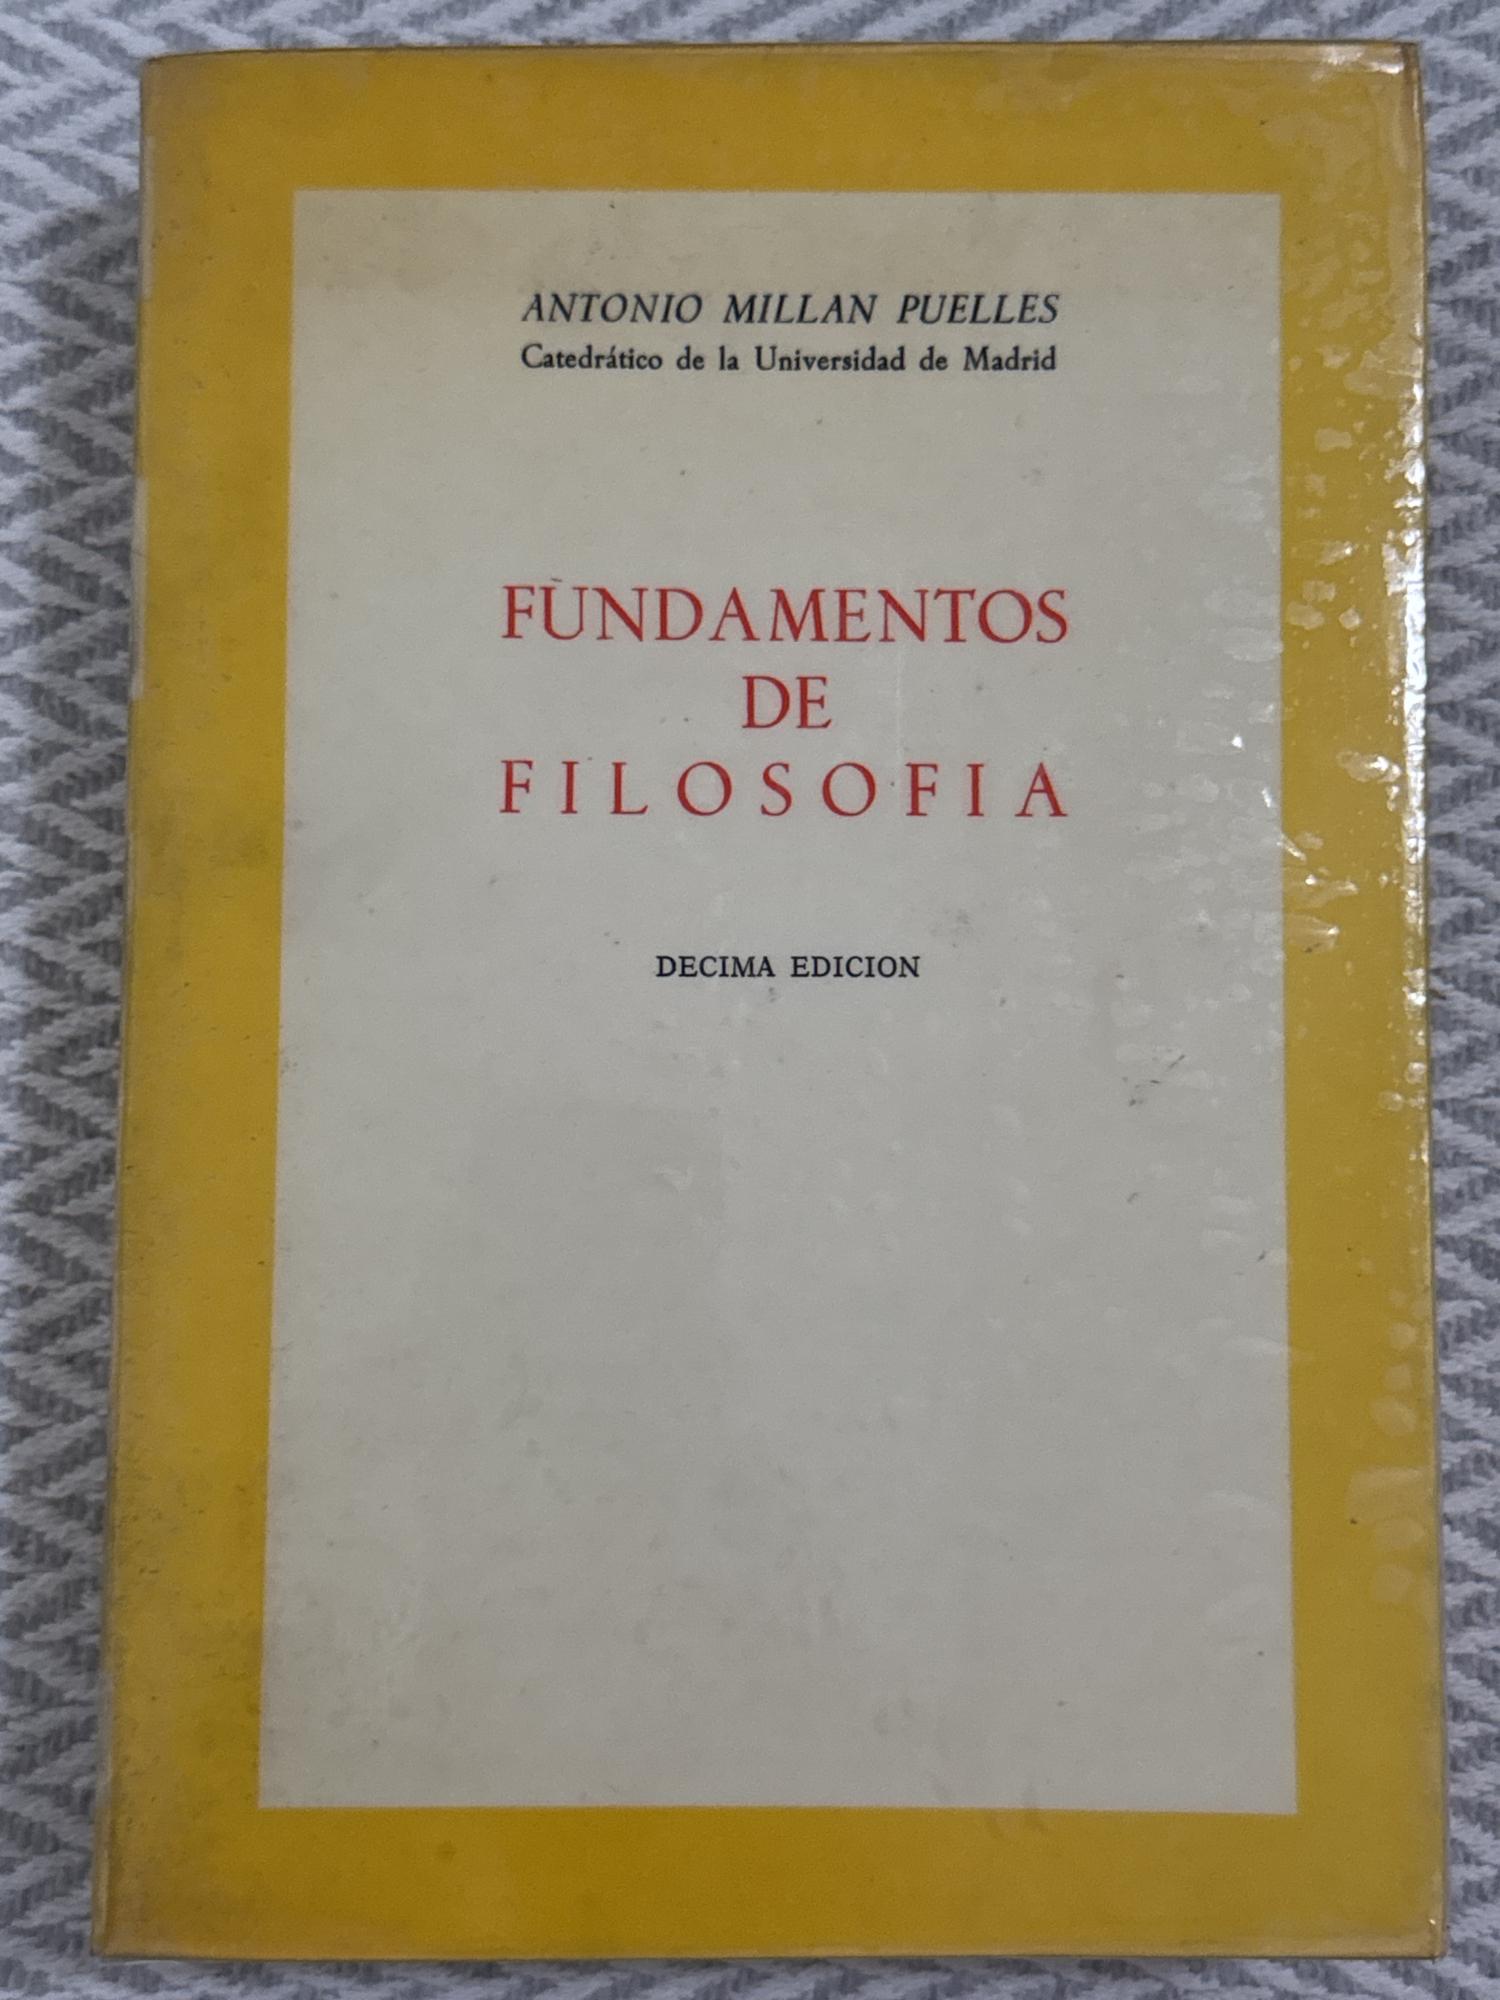 ANTONIO MILLAN PUELLES
Catedrático de la Universidad de Madrid
FUNDAMENTOS
DE
FILOSOFIA
DECIMA EDICION